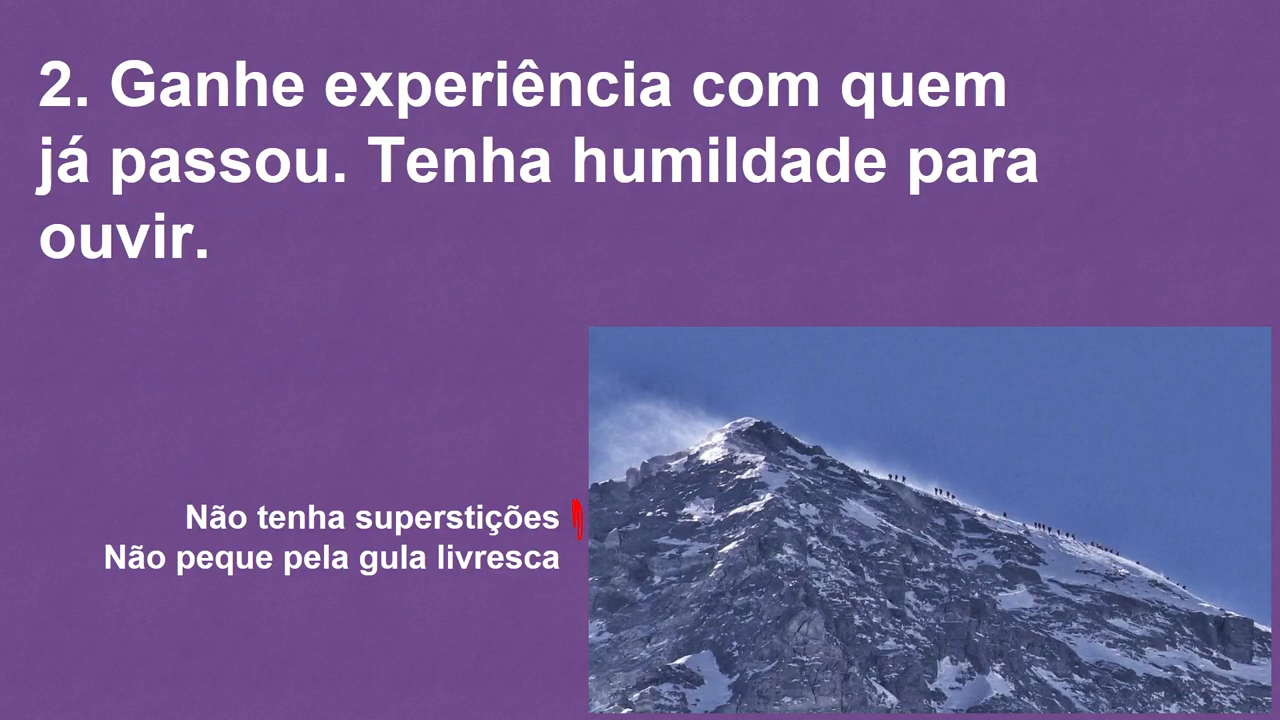 2. Ganhe experiência com quem
já passou. Tenha humildade para
ouvir.
Não tenha superstições
Não peque pela gula livresca